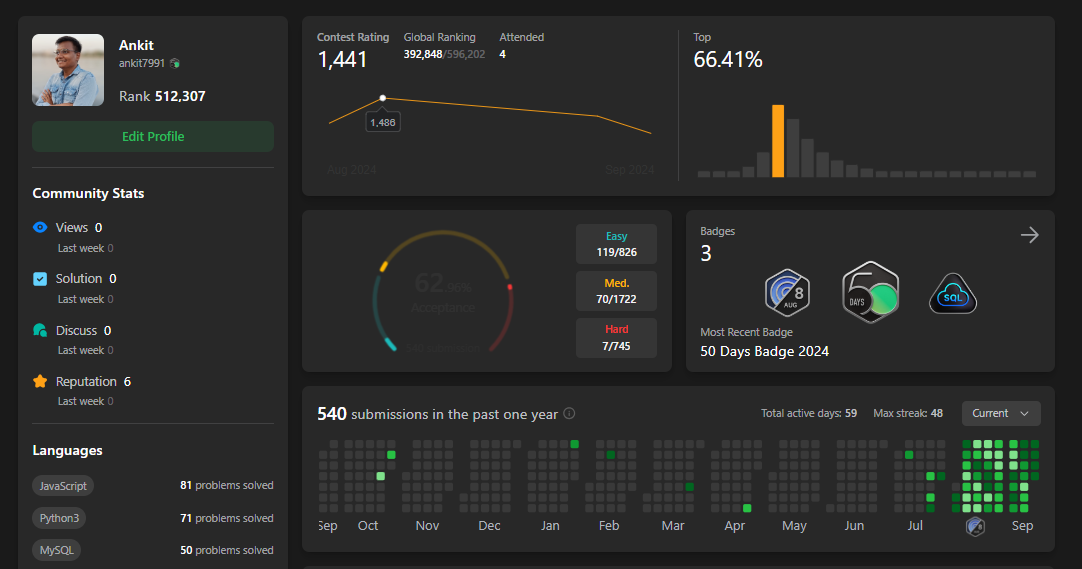 Ankit
ankit7991
Rank 512,307
Edit Profile
Community Stats
Views 0
Last week 0
Solution 0
Last week 0
Discuss 0
Last week 0
Reputation 6
Last week 0
Languages
JavaScript 81 problems solved
Python3 71 problems solved
MySQL 50 problems solved
Contest Rating Global Ranking Attended
1,441 392,848/596,202 4
1,486
Aug 2024 Sep 2024
Top
66.41%
62.96%
Acceptance
Easy
119/826
Med.
70/1722
Hard
7/745
Badges
3
8
AUG
50
DAYS
SQL
Most Recent Badge
50 Days Badge 2024
540 submissions in the past one year
Total active days: 59 Max streak: 48 Current
Sep Oct Nov Dec Jan Feb Mar Apr May Jun Jul Sep